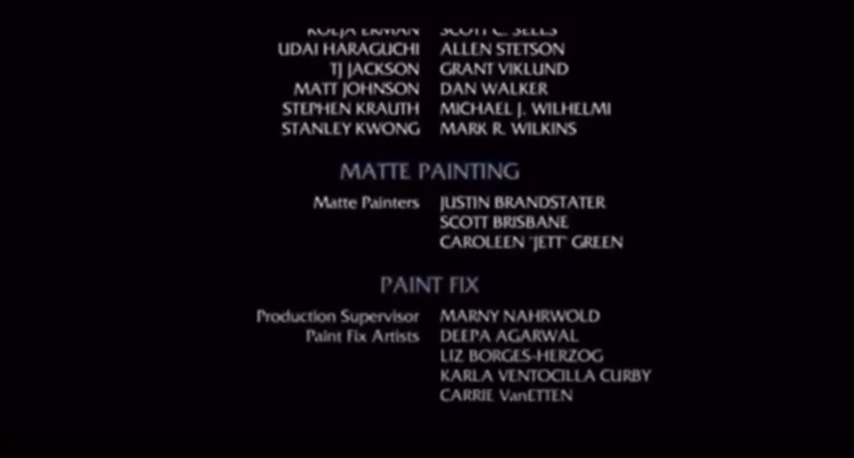 UDAI HARAGUCHI ALLEN STETSON
TJ JACKSON GRANT VIKLUND
MATT JOHNSON DAN WALKER
STEPHEN KRAUTH MICHAEL J. WILHELMI
STANLEY KWONG MARK R. WILKINS
MATTE PAINTING
Matte Painters JUSTIN BRANDSTATER
SCOTT BRISBANE
CAROLEEN "JETT" GREEN
PAINT FIX
Production Supervisor MARNY NAHRWOLD
Paint Fix Artists DEEPA AGARWAL
LIZ BORGES-HERZOG
KARLA VENTOCILLA CURBY
CARRIE VanETTEN